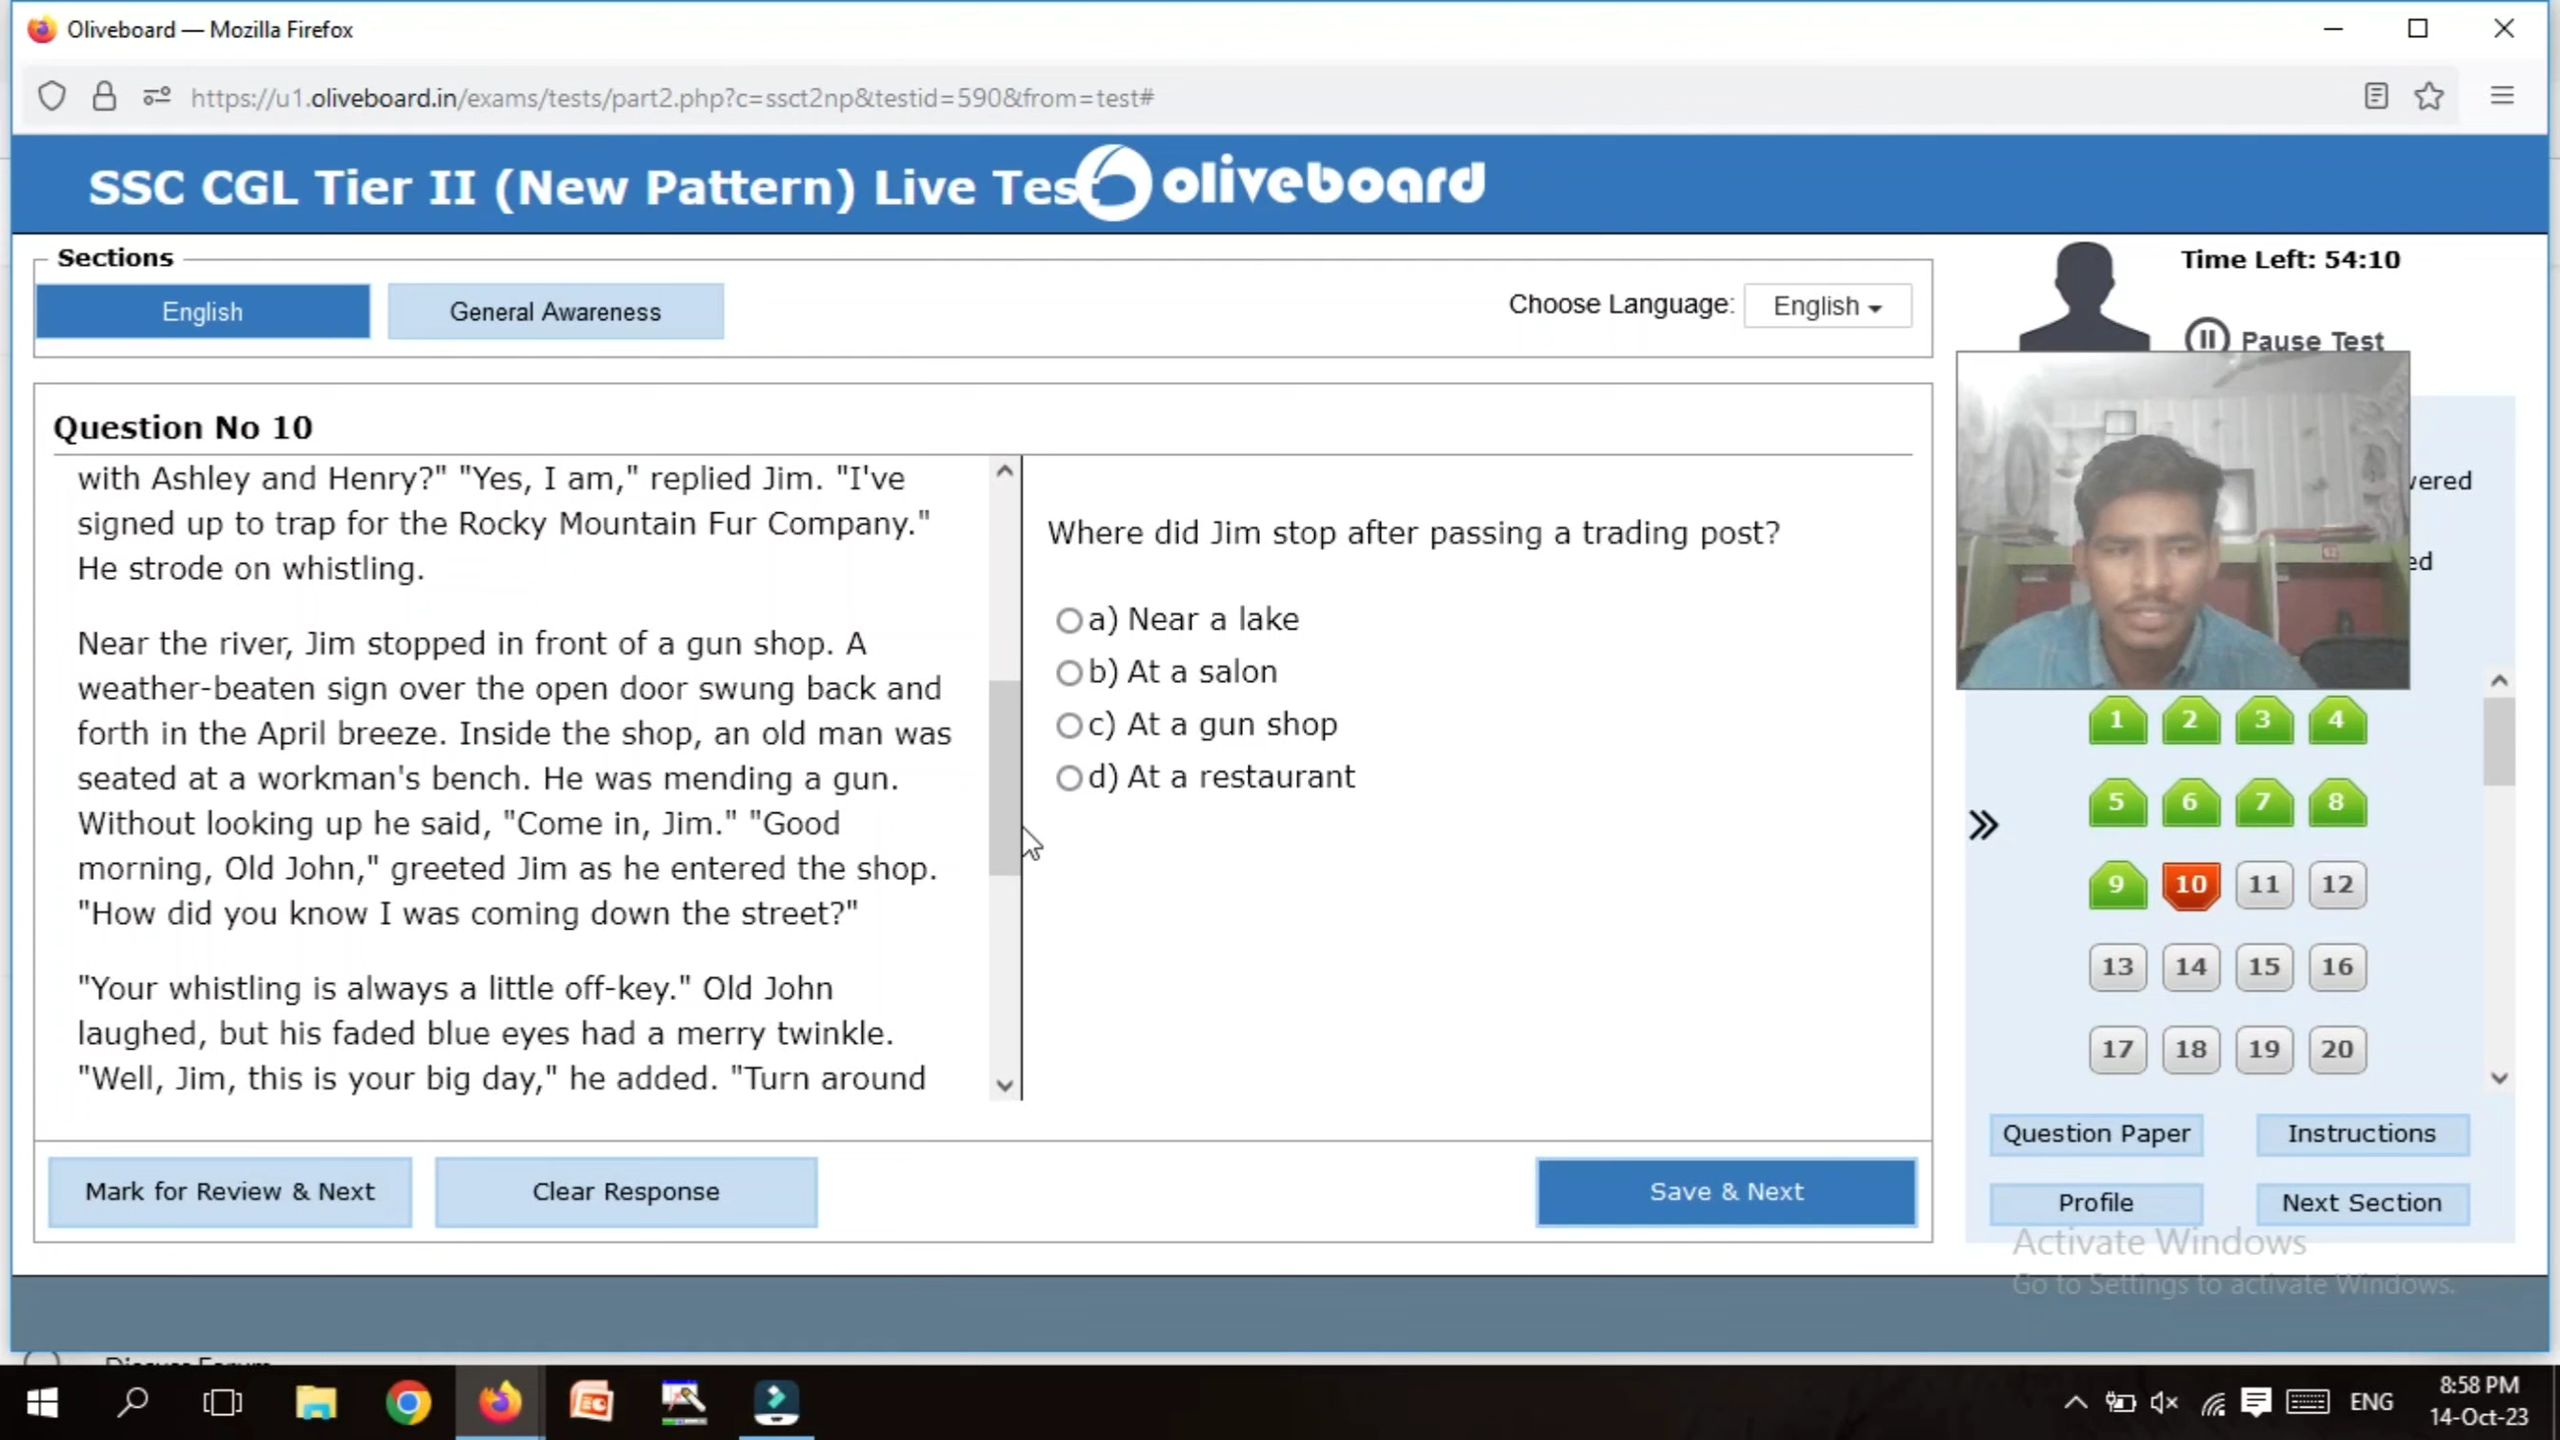 Oliveboard — Mozilla Firefox
https://u1.oliveboard.in/exams/tests/part2.php?c=ssct2np&testid=590&from=test#
SSC CGL Tier II (New Pattern) Live Tes
oliveboard
Sections
English
General Awareness
Choose Language:
English
Time Left: 54:10
Pause Test
Question No 10
with Ashley and Henry?" "Yes, I am," replied Jim. "I've
signed up to trap for the Rocky Mountain Fur Company."
He strode on whistling.
Near the river, Jim stopped in front of a gun shop. A
weather-beaten sign over the open door swung back and
forth in the April breeze. Inside the shop, an old man was
seated at a workman's bench. He was mending a gun.
Without looking up he said, "Come in, Jim." "Good
morning, Old John," greeted Jim as he entered the shop.
"How did you know I was coming down the street?"
"Your whistling is always a little off-key." Old John
laughed, but his faded blue eyes had a merry twinkle.
"Well, Jim, this is your big day," he added. "Turn around
Where did Jim stop after passing a trading post?
a) Near a lake
b) At a salon
c) At a gun shop
d) At a restaurant
vered
ed
1 2 3 4
5 6 7 8
9 10 11 12
13 14 15 16
17 18 19 20
Question Paper
Instructions
Profile
Next Section
Mark for Review & Next
Clear Response
Save & Next
Activate Windows
Go to Settings to activate Windows.
ENG
8:58 PM
14-Oct-23